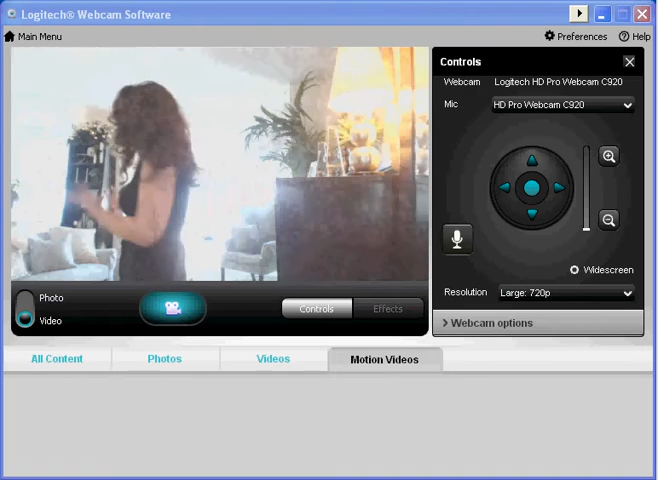 Logitech® Webcam Software
Main Menu
Preferences
Help
Controls
Webcam Logitech HD Pro Webcam C920
Mic HD Pro Webcam C920
Widescreen
Resolution Large: 720p
Webcam options
Photo
Video
Controls
Effects
All Content
Photos
Videos
Motion Videos